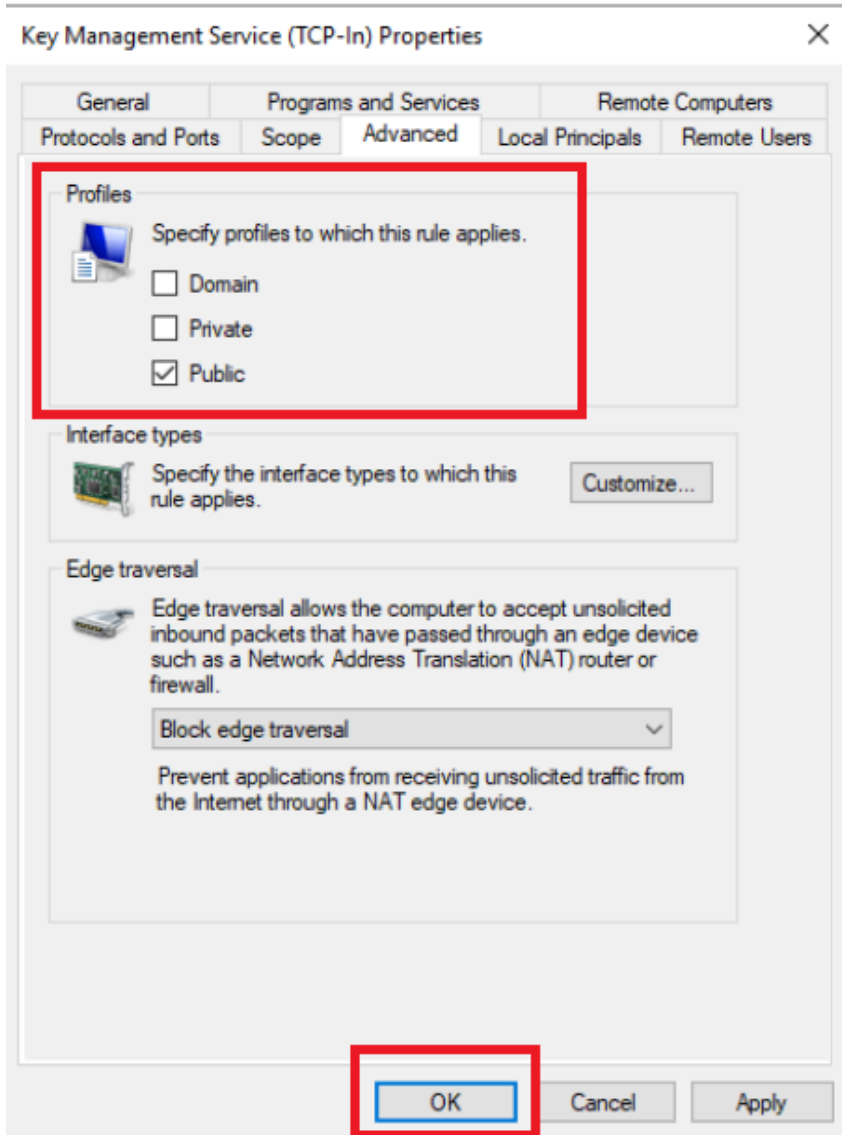 Key Management Service (TCP-In) Properties
General
Programs and Services
Remote Computers
Protocols and Ports
Scope
Advanced
Local Principals
Remote Users
Profiles
Specify profiles to which this rule applies.
Domain
Private
Public
Interface types
Specify the interface types to which this
rule applies.
Customize...
Edge traversal
Edge traversal allows the computer to accept unsolicited
inbound packets that have passed through an edge device
such as a Network Address Translation (NAT) router or
firewall.
Block edge traversal
Prevent applications from receiving unsolicited traffic from
the Internet through a NAT edge device.
OK
Cancel
Apply